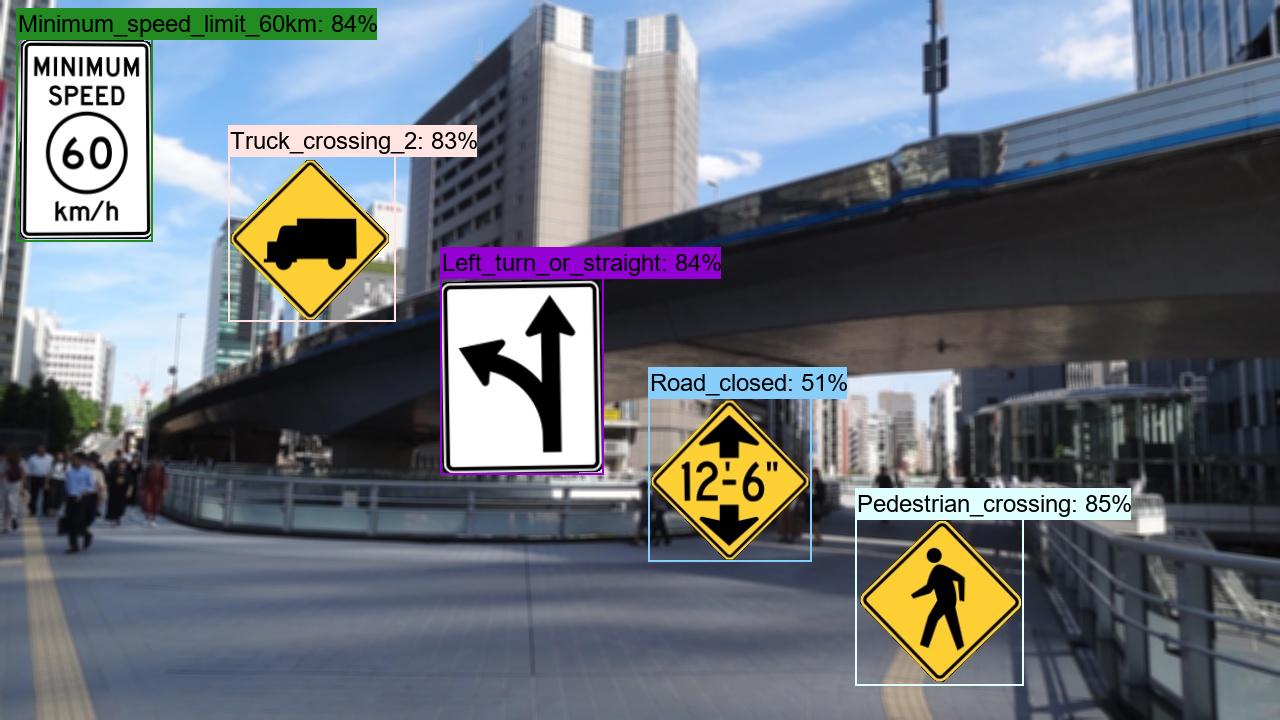 Minimum_speed_limit_60km: 84%
MINIMUM
SPEED
60
km/h
Truck_crossing_2: 83%
Left_turn_or_straight: 84%
Road_closed: 51%
12'-6"
Pedestrian_crossing: 85%